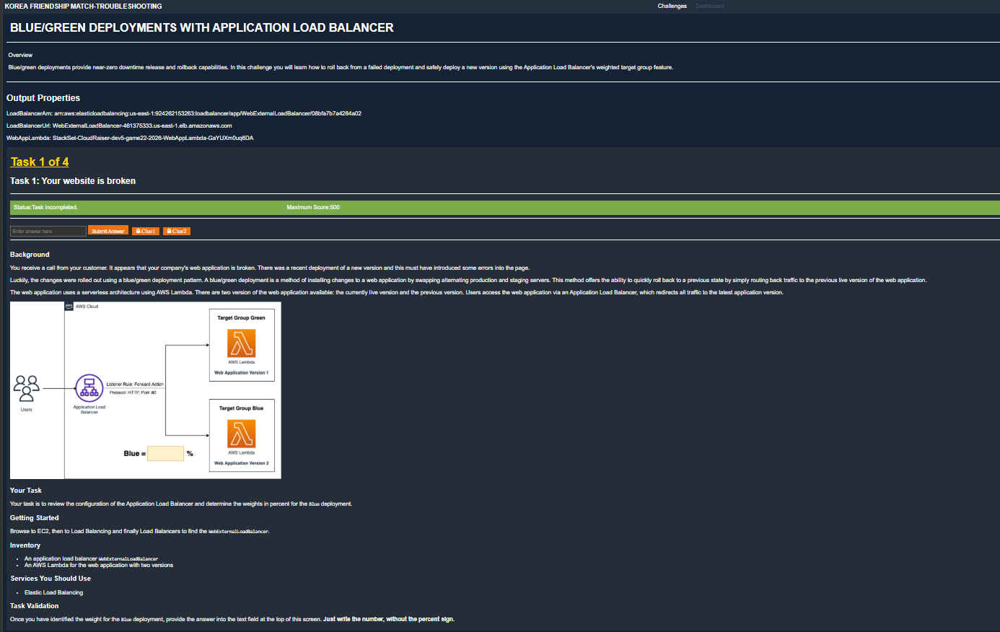 KOREA FRIENDSHIP MATCH-TROUBLESHOOTING
Challenges Dashboard
BLUE/GREEN DEPLOYMENTS WITH APPLICATION LOAD BALANCER
Overview
Blue/green deployments provide near-zero downtime release and rollback capabilities. In this challenge you will learn how to roll back from a failed deployment and safely deploy a new version using the Application Load Balancer's weighted target group feature.
Output Properties
LoadBalancerArn: arn:aws:elasticloadbalancing:us-east-1:924262153263:loadbalancer/app/WebExternalLoadBalancer/08bfa7b7a4284a02
LoadBalancerUrl: WebExternalLoadBalancer-461375333.us-east-1.elb.amazonaws.com
WebAppLambda: StackSet-CloudRaiser-dev5-game22-2026-WebAppLambda-GaYUXm0uq6DA
Task 1 of 4
Task 1: Your website is broken
Status:Task incompleted. Maximum Score:500
Enter answer here Submit Answer Clue1 Clue2
Background
You receive a call from your customer. It appears that your company's web application is broken. There was a recent deployment of a new version and this must have introduced some errors into the page.
Luckily, the changes were rolled out using a blue/green deployment pattern. A blue/green deployment is a method of installing changes to a web application by swapping alternating production and staging servers. This method offers the ability to quickly roll back to a previous state by simply routing back traffic to the previous live version of the web application.
The web application uses a serverless architecture using AWS Lambda. There are two version of the web application available: the currently live version and the previous version. Users access the web application via an Application Load Balancer, which redirects all traffic to the latest application version.
aws AWS Cloud
Target Group Green
AWS Lambda
Web Application Version 1
Listener Rule: Forward Action
Protocol: HTTP, Port: 80
Users
Application Load
Balancer
Target Group Blue
AWS Lambda
Web Application Version 2
Blue = %
Your Task
Your task is to review the configuration of the Application Load Balancer and determine the weights in percent for the Blue deployment.
Getting Started
Browse to EC2, then to Load Balancing and finally Load Balancers to find the WebExternalLoadBalancer.
Inventory
• An application load balancer WebExternalLoadBalancer
• An AWS Lambda for the web application with two versions
Services You Should Use
• Elastic Load Balancing
Task Validation
Once you have identified the weight for the Blue deployment, provide the answer into the text field at the top of this screen. Just write the number, without the percent sign.